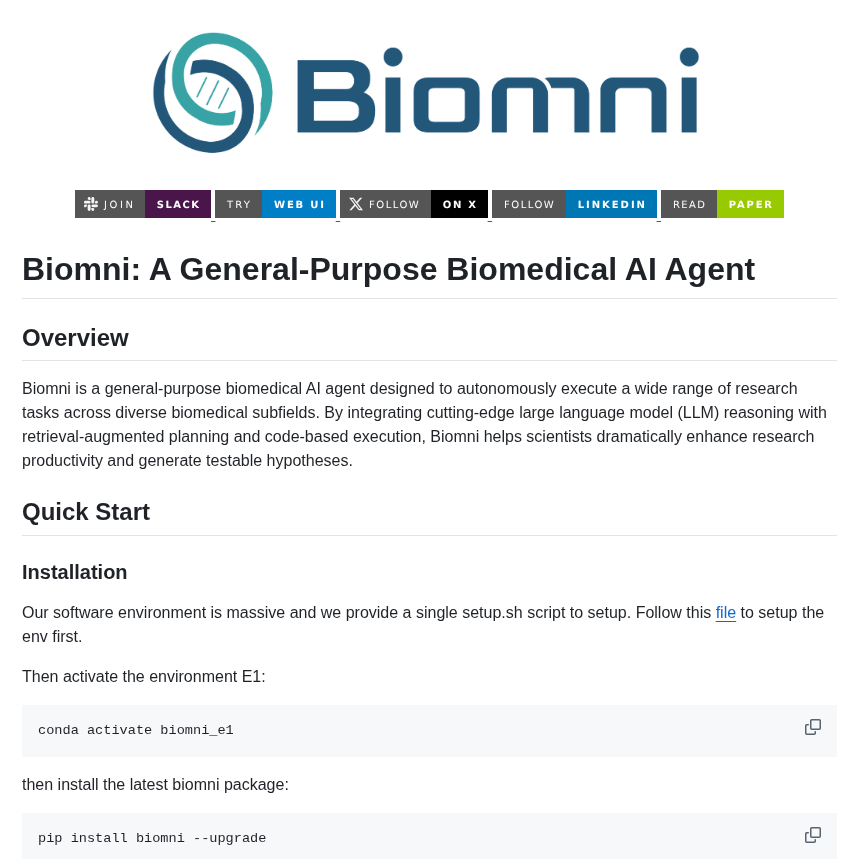 Biomni
JOIN SLACK TRY WEB UI FOLLOW ON X FOLLOW LINKEDIN READ PAPER
Biomni: A General-Purpose Biomedical AI Agent
Overview
Biomni is a general-purpose biomedical AI agent designed to autonomously execute a wide range of research
tasks across diverse biomedical subfields. By integrating cutting-edge large language model (LLM) reasoning with
retrieval-augmented planning and code-based execution, Biomni helps scientists dramatically enhance research
productivity and generate testable hypotheses.
Quick Start
Installation
Our software environment is massive and we provide a single setup.sh script to setup. Follow this file to setup the
env first.
Then activate the environment E1:
conda activate biomni_e1
then install the latest biomni package:
pip install biomni --upgrade